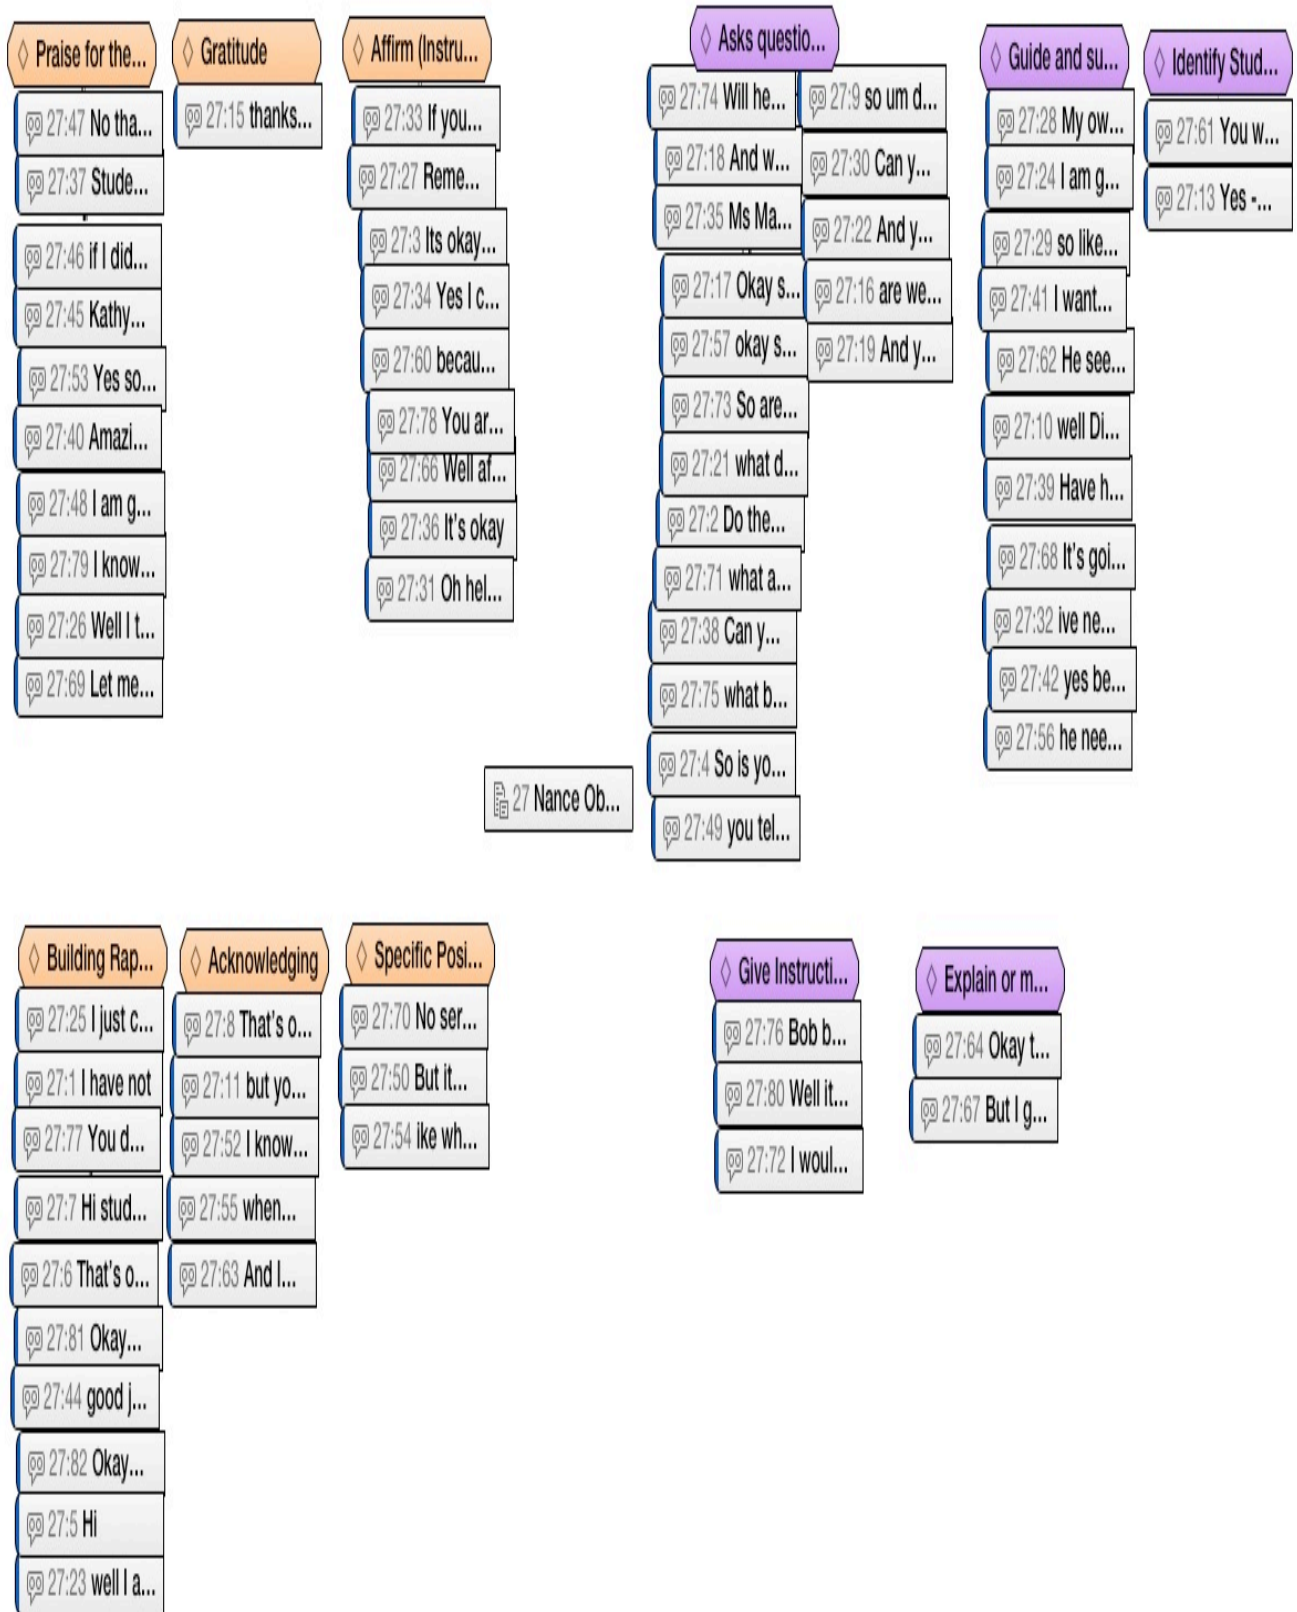 Praise for the...
27:47 No tha...
27:37 Stude...
27:46 if I did...
27:45 Kathy...
27:53 Yes so...
27:40 Amazi...
27:48 I am g...
27:79 I know...
27:26 Well I t...
27:69 Let me...
Gratitude
27:15 thanks...
Affirm (Instru...
27:33 If you...
27:27 Reme...
27:3 Its okay...
27:34 Yes I c...
27:60 becau...
27:78 You ar...
27:66 Well af...
27:36 It's okay
27:31 Oh hel...
27 Nance Ob...
Asks questio...
27:74 Will he...
27:18 And w...
27:35 Ms Ma...
27:17 Okay s...
27:57 okay s...
27:73 So are...
27:21 what d...
27:2 Do the...
27:71 what a...
27:38 Can y...
27:75 what b...
27:4 So is yo...
27:49 you tel...
27:9 so um d...
27:30 Can y...
27:22 And y...
27:16 are we...
27:19 And y...
Guide and su...
27:28 My ow...
27:24 I am g...
27:29 so like...
27:41 I want...
27:62 He see...
27:10 well Di...
27:39 Have h...
27:68 It's goi...
27:32 ive ne...
27:42 yes be...
27:56 he nee...
Identify Stud...
27:61 You w...
27:13 Yes -...
Building Rap...
27:25 I just c...
27:1 I have not
27:77 You d...
27:7 Hi stud...
27:6 That's o...
27:81 Okay...
27:44 good j...
27:82 Okay...
27:5 Hi
27:23 well I a...
Acknowledging
27:8 That's o...
27:11 but yo...
27:52 I know...
27:55 when...
27:63 And I...
Specific Posi...
27:70 No ser...
27:50 But it...
27:54 ike wh...
Give Instructi...
27:76 Bob b...
27:80 Well it...
27:72 I woul...
Explain or m...
27:64 Okay t...
27:67 But I g...